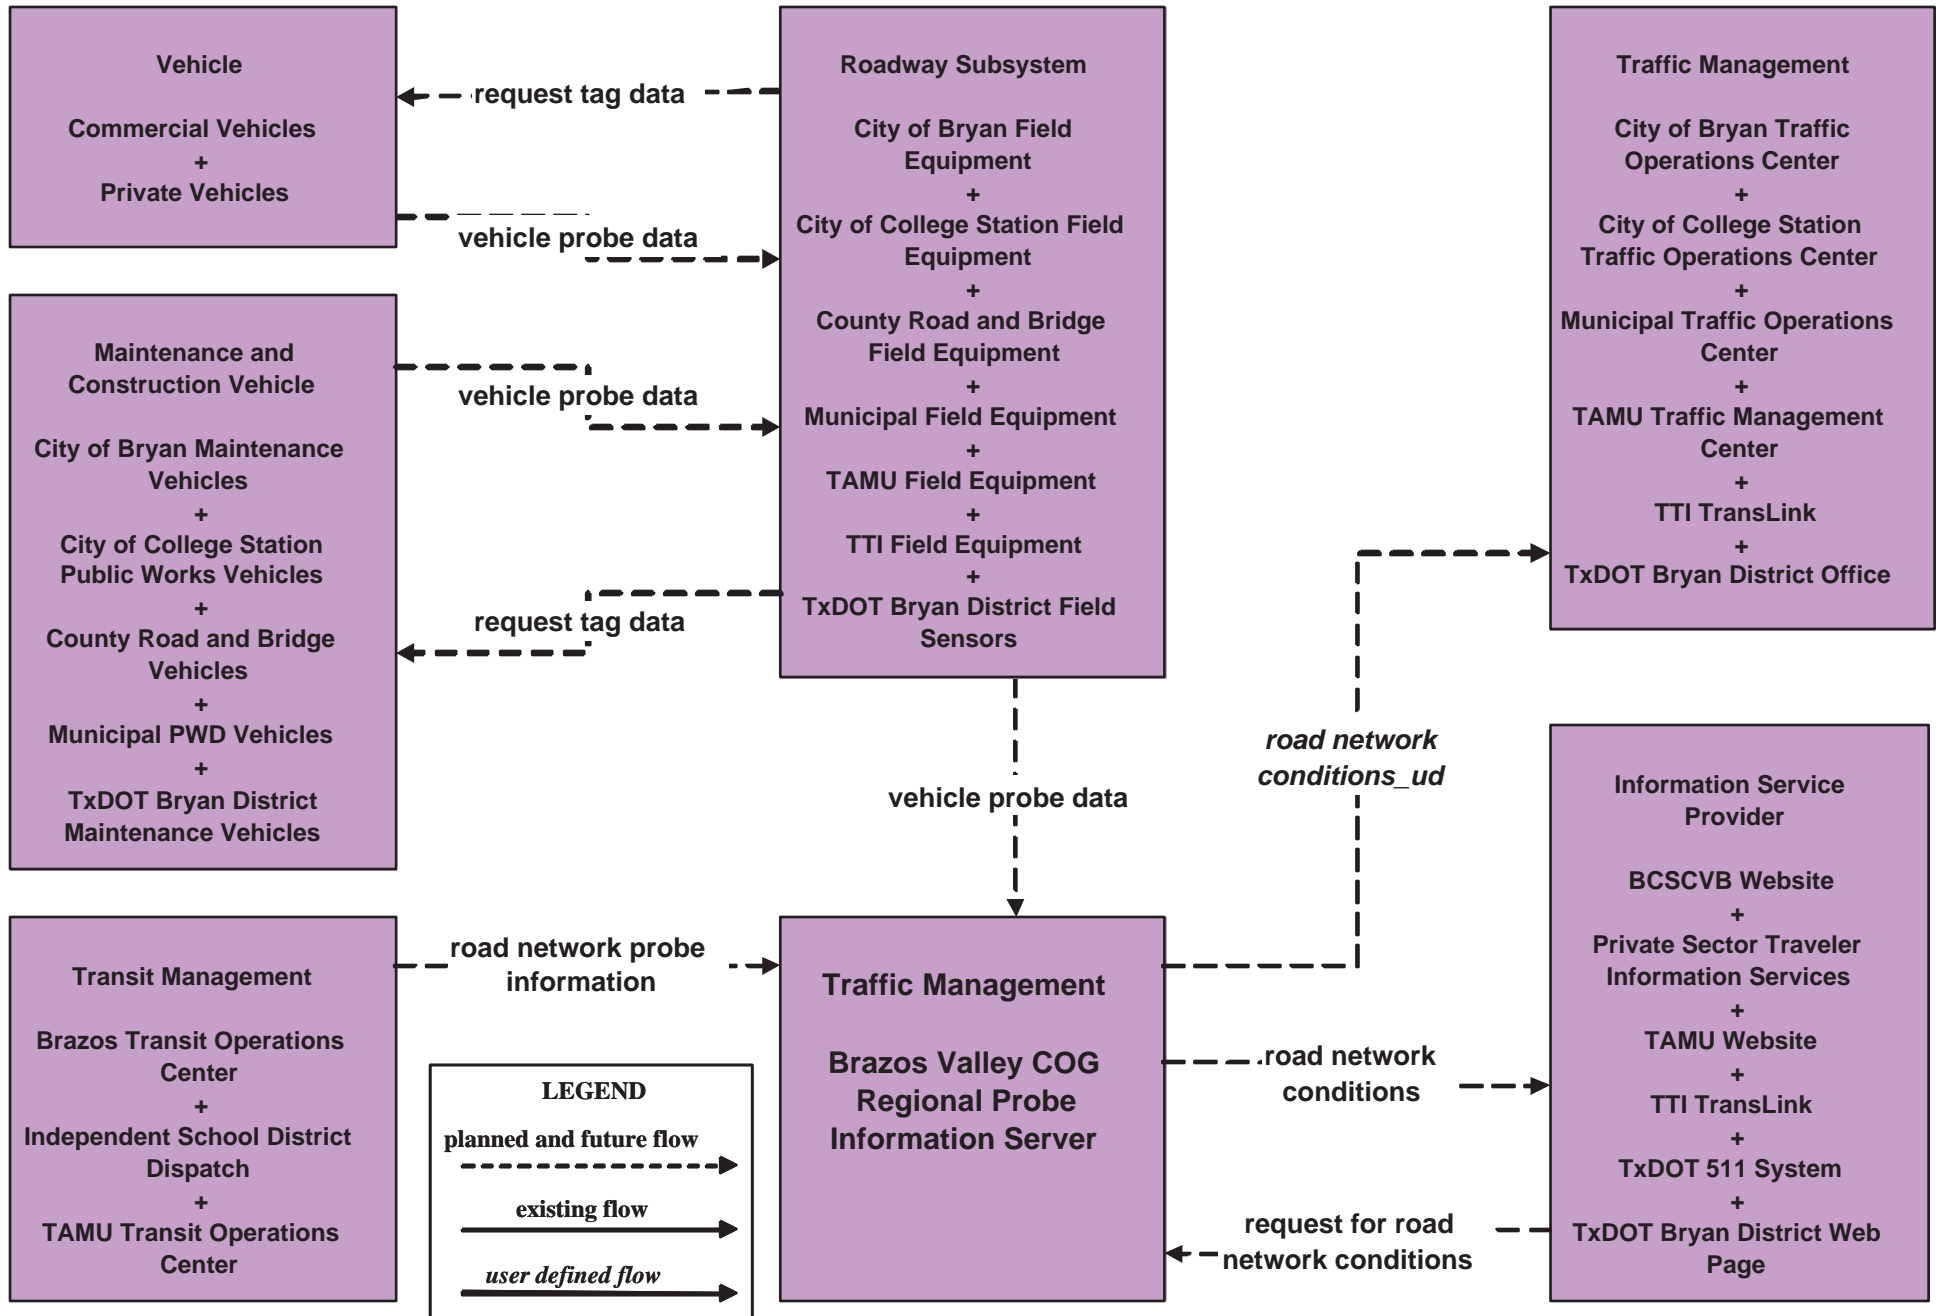 Vehicle
Commercial Vehicles
+
Private Vehicles
request tag data
vehicle probe data
Maintenance and
Construction Vehicle
City of Bryan Maintenance
Vehicles
+
City of College Station
Public Works Vehicles
+
County Road and Bridge
Vehicles
+
Municipal PWD Vehicles
+
TxDOT Bryan District
Maintenance Vehicles
vehicle probe data
request tag data
Roadway Subsystem
City of Bryan Field
Equipment
+
City of College Station Field
Equipment
+
County Road and Bridge
Field Equipment
+
Municipal Field Equipment
+
TAMU Field Equipment
+
TTI Field Equipment
+
TxDOT Bryan District Field
Sensors
vehicle probe data
Traffic Management
City of Bryan Traffic
Operations Center
+
City of College Station
Traffic Operations Center
+
Municipal Traffic Operations
Center
+
TAMU Traffic Management
Center
+
TTI TransLink
+
TxDOT Bryan District Office
road network
conditions_ud
Transit Management
Brazos Transit Operations
Center
+
Independent School District
Dispatch
+
TAMU Transit Operations
Center
road network probe
information
LEGEND
planned and future flow
existing flow
user defined flow
Traffic Management
Brazos Valley COG
Regional Probe
Information Server
road network
conditions
request for road
network conditions
Information Service
Provider
BCSCVB Website
+
Private Sector Traveler
Information Services
+
TAMU Website
+
TTI TransLink
+
TxDOT 511 System
+
TxDOT Bryan District Web
Page